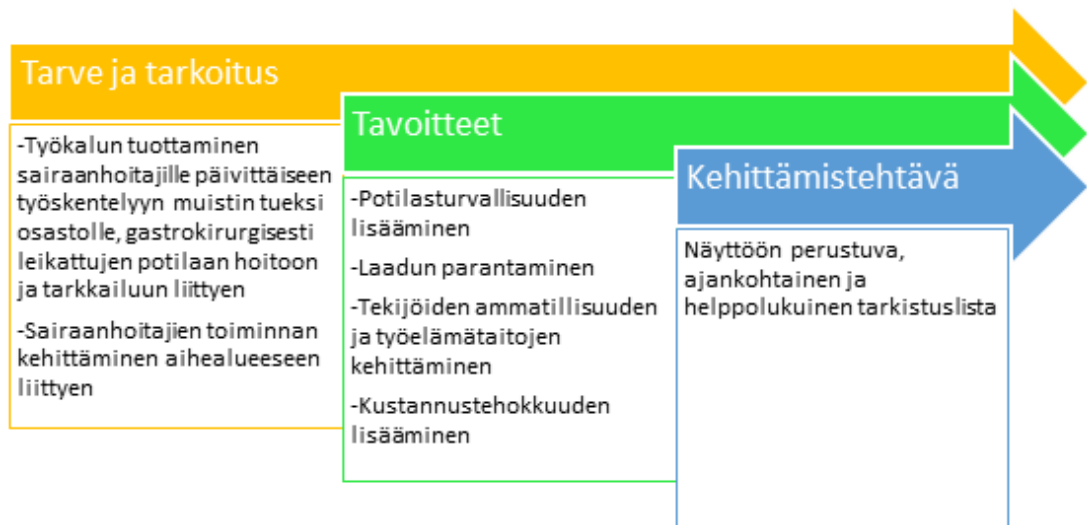 Tarve ja tarkoitus
-Työkalun tuottaminen
sairaanhoitajille päivittäiseen
työskentelyyn muistin tueksi
osastolle, gastrokirurgisesti
leikattujen potilaan hoitoon
ja tarkkailuun liittyen
-Sairaanhoitajien toiminnan
kehittäminen aihealueeseen
liittyen
Tavoitteet
-Potilasturvallisuuden
lisääminen
-Laadun parantaminen
-Tekijöiden ammatillisuuden
ja työelämätaitojen
kehittäminen
-Kustannustehokkuuden
lisääminen
Kehittämistehtävä
Näyttöön perustuva,
ajankohtainen ja
helppolukuinen tarkistuslista